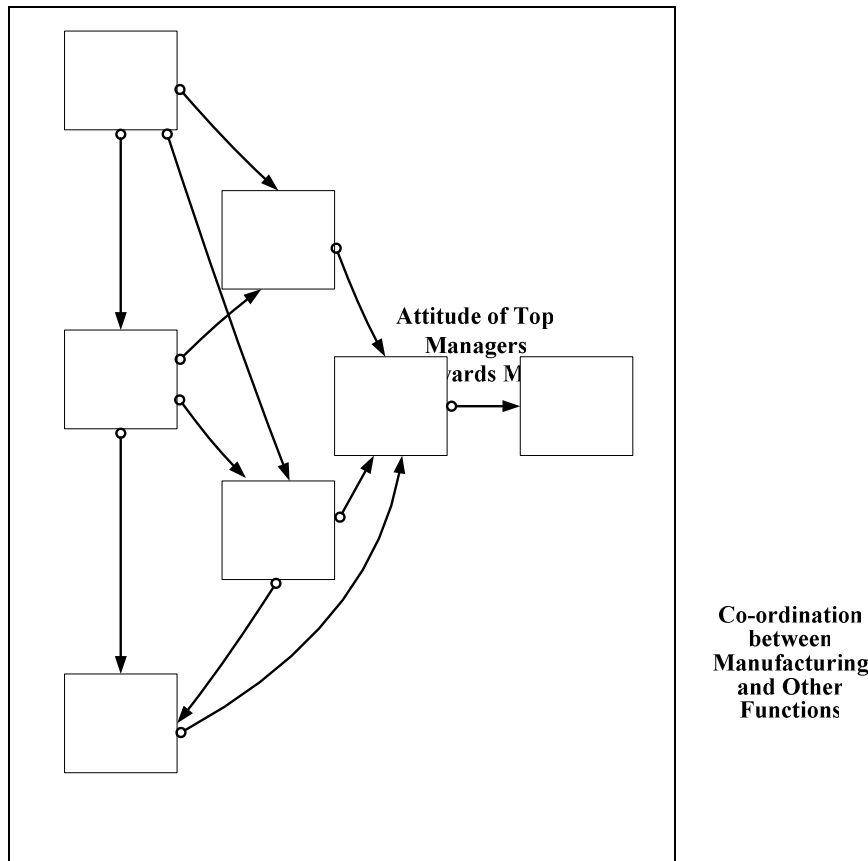 Attitude of Top
Managers
Co-ordination
between
Manufacturing
and Other
Functions